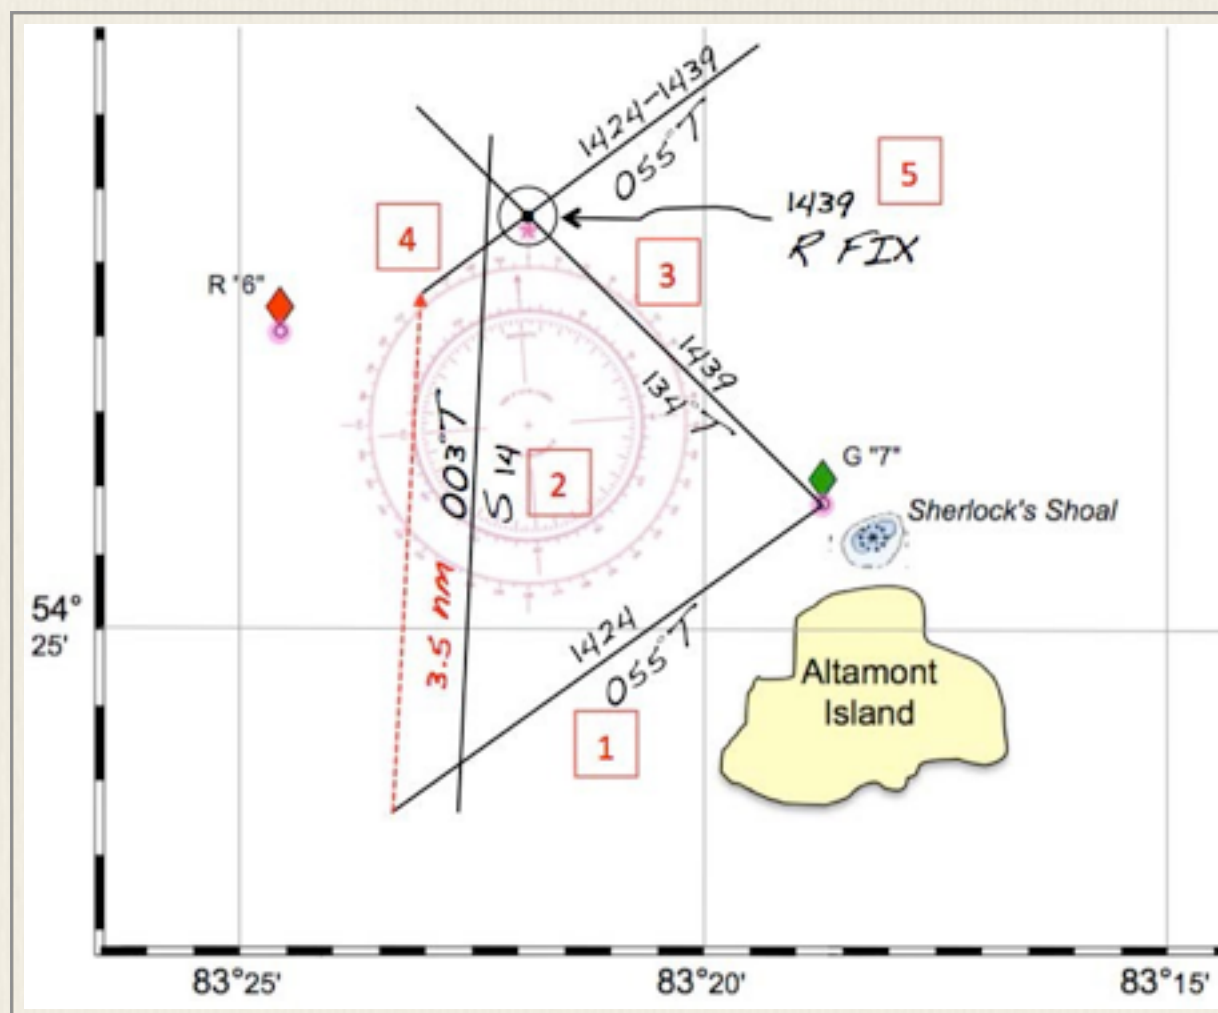 1424-1439
055°T
5
1439
R FIX
4
3
R "6"
1439
134°T
G "7"
003°T
S 14
2
Sherlock's Shoal
3.5 nm
54°
25'
1424
055°T
Altamont
Island
1
83°25'
83°20'
83°15'